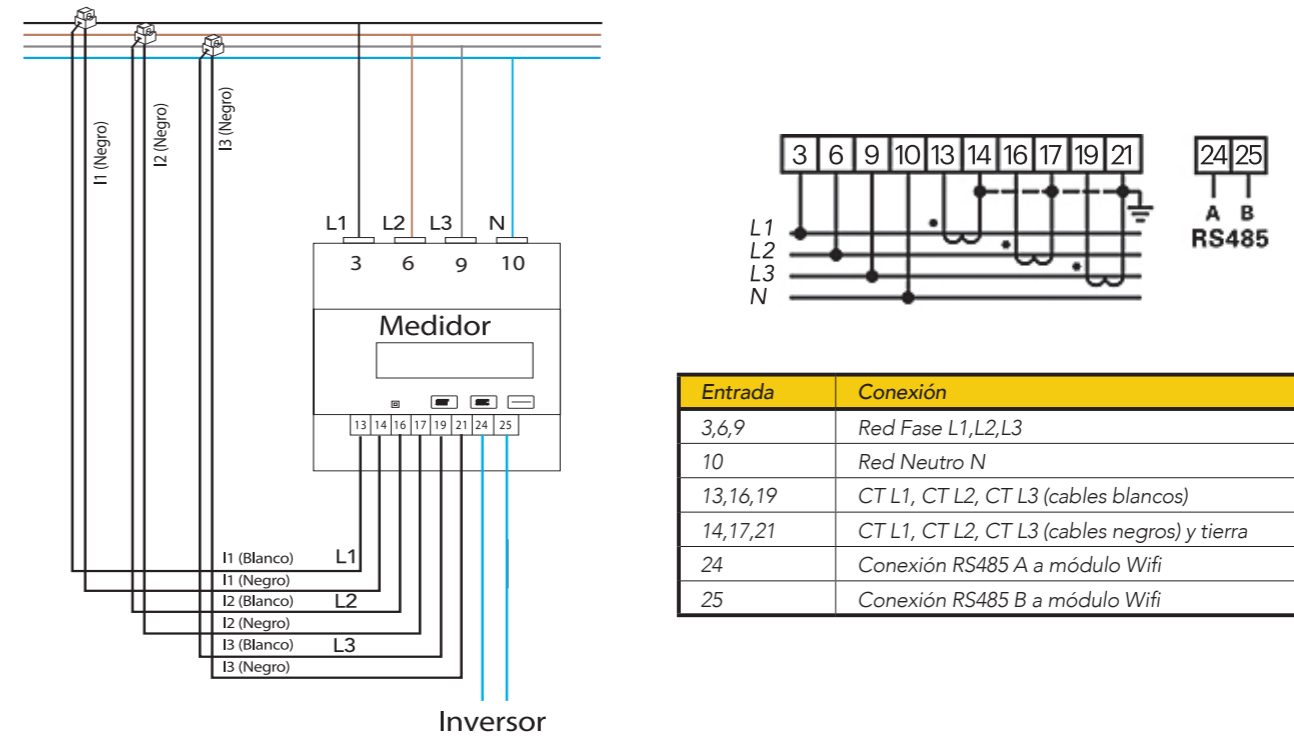 I1 (Negro)
I2 (Negro)
I3 (Negro)
L1 L2 L3 N
3 6 9 10
Medidor
13 14 16 17 19 21 24 25
I1 (Blanco) L1
I1 (Negro)
I2 (Blanco) L2
I2 (Negro)
I3 (Blanco) L3
I3 (Negro)
Inversor
3 6 9 10 13 14 16 17 19 21 24 25
A B
RS485
L1
L2
L3
N
Entrada Conexión
3,6,9 Red Fase L1,L2,L3
10 Red Neutro N
13,16,19 CT L1, CT L2, CT L3 (cables blancos)
14,17,21 CT L1, CT L2, CT L3 (cables negros) y tierra
24 Conexión RS485 A a módulo Wifi
25 Conexión RS485 B a módulo Wifi